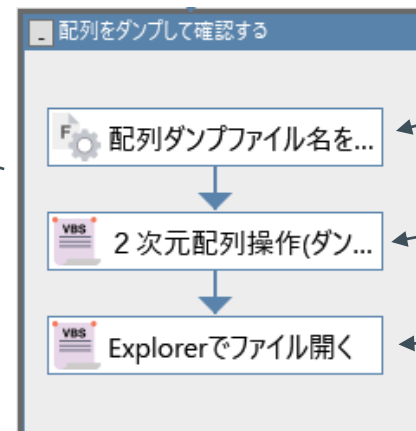 配列をダンプして確認する
F
配列ダンプファイル名を...
VBS
２次元配列操作(ダン...
VBS
Explorerでファイル開く